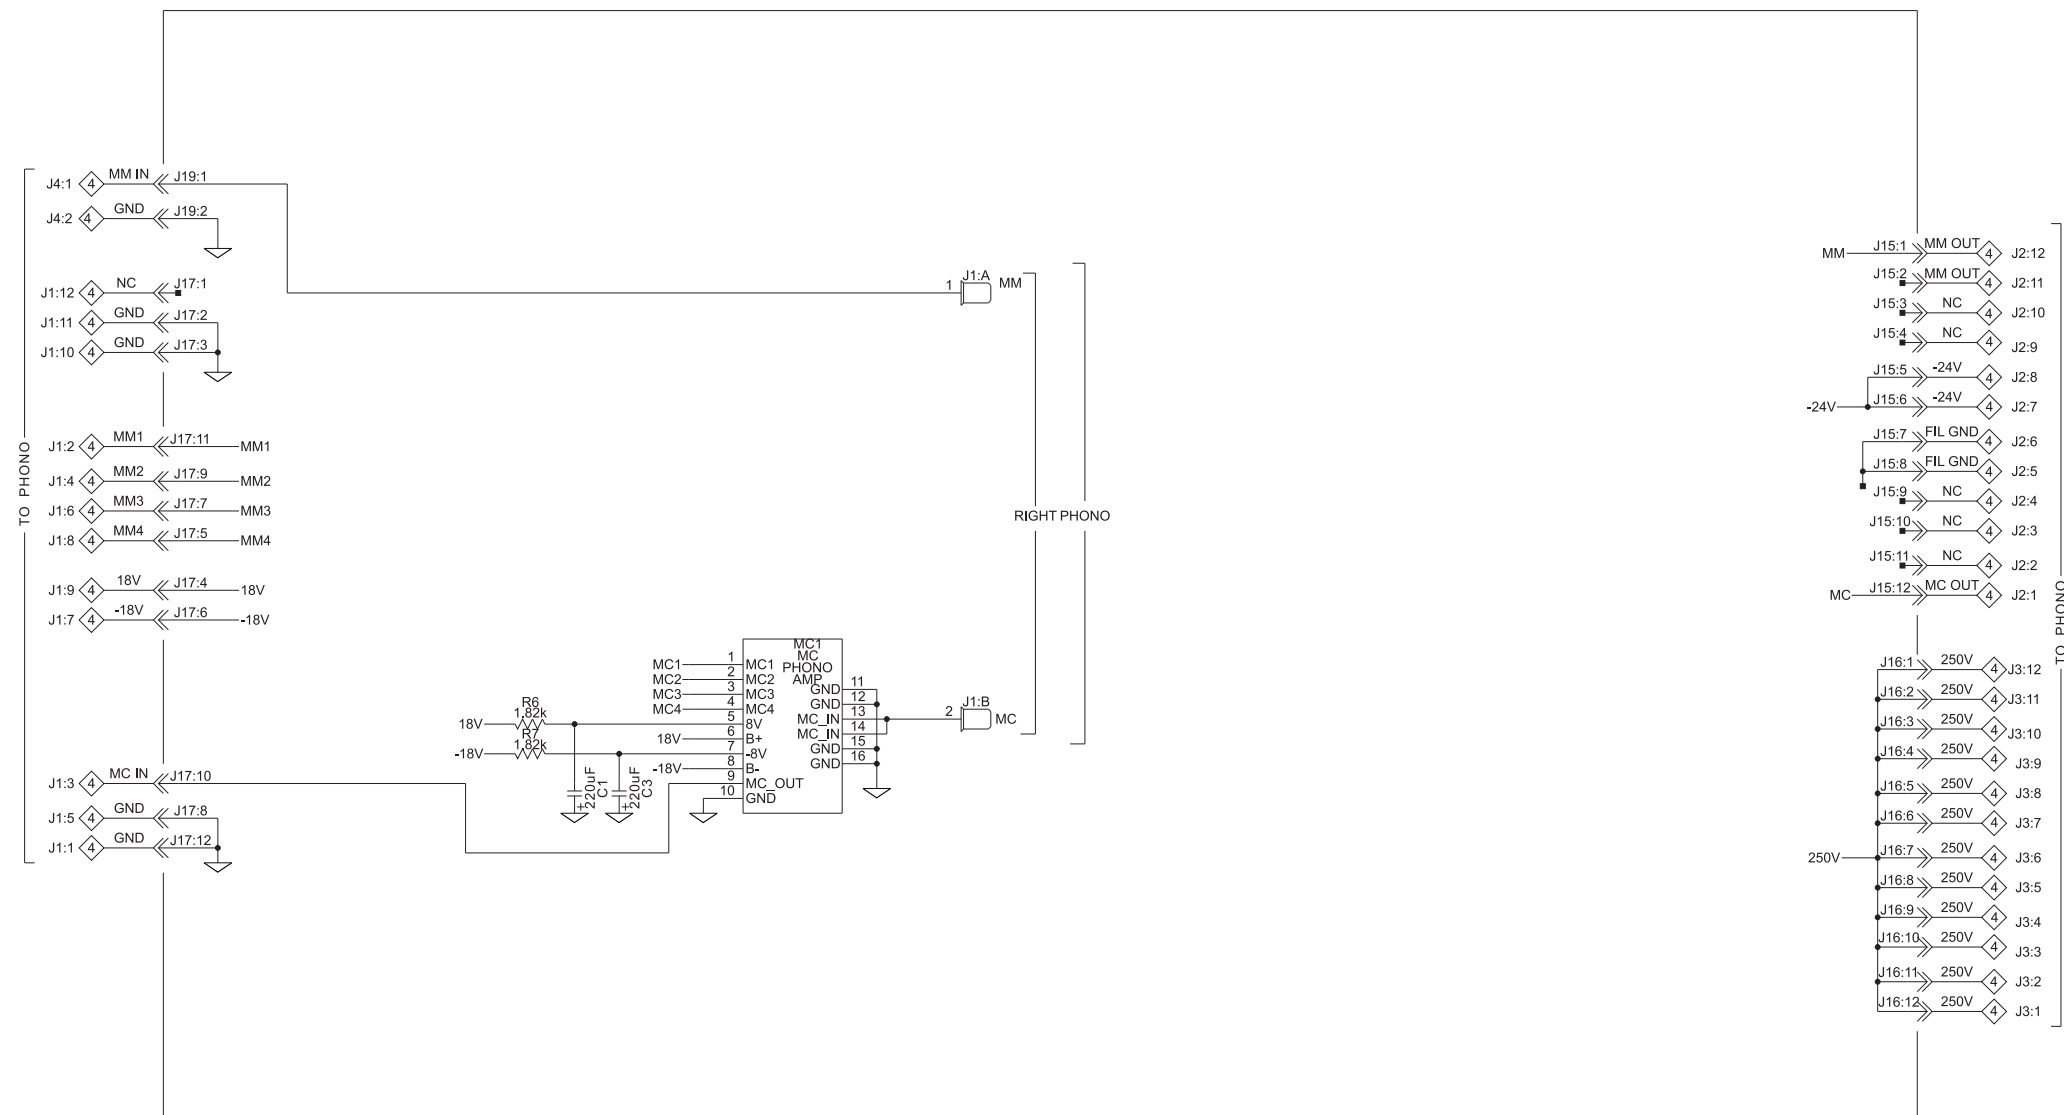 TO PHONO
J4:1 4 MM IN J19:1
J4:2 4 GND J19:2
J1:12 4 NC J17:1
J1:11 4 GND J17:2
J1:10 4 GND J17:3
J1:2 4 MM1 J17:11 MM1
J1:4 4 MM2 J17:9 MM2
J1:6 4 MM3 J17:7 MM3
J1:8 4 MM4 J17:5 MM4
J1:9 4 18V J17:4 18V
J1:7 4 -18V J17:6 -18V
J1:3 4 MC IN J17:10
J1:5 4 GND J17:8
J1:1 4 GND J17:12
1 J1:A MM
RIGHT PHONO
2 J1:B MC
MC1
MC
PHONO
AMP
MC1 1 MC1
MC2 2 MC2
MC3 3 MC3
MC4 4 MC4
18V R6 1.82k 5 8V
18V 6 B+
-18V R7 1.82k 7 -8V
-18V 8 B-
9 MC_OUT
10 GND
GND 11
GND 12
MC_IN 13
MC_IN 14
GND 15
GND 16
+ 220uF C1
+ 220uF C3
MM J15:1 MM OUT 4 J2:12
J15:2 MM OUT 4 J2:11
J15:3 NC 4 J2:10
J15:4 NC 4 J2:9
J15:5 -24V 4 J2:8
-24V J15:6 -24V 4 J2:7
J15:7 FIL GND 4 J2:6
J15:8 FIL GND 4 J2:5
J15:9 NC 4 J2:4
J15:10 NC 4 J2:3
J15:11 NC 4 J2:2
MC J15:12 MC OUT 4 J2:1
J16:1 250V 4 J3:12
J16:2 250V 4 J3:11
J16:3 250V 4 J3:10
J16:4 250V 4 J3:9
J16:5 250V 4 J3:8
J16:6 250V 4 J3:7
250V J16:7 250V 4 J3:6
J16:8 250V 4 J3:5
J16:9 250V 4 J3:4
J16:10 250V 4 J3:3
J16:11 250V 4 J3:2
J16:12 250V 4 J3:1
TO PHONO